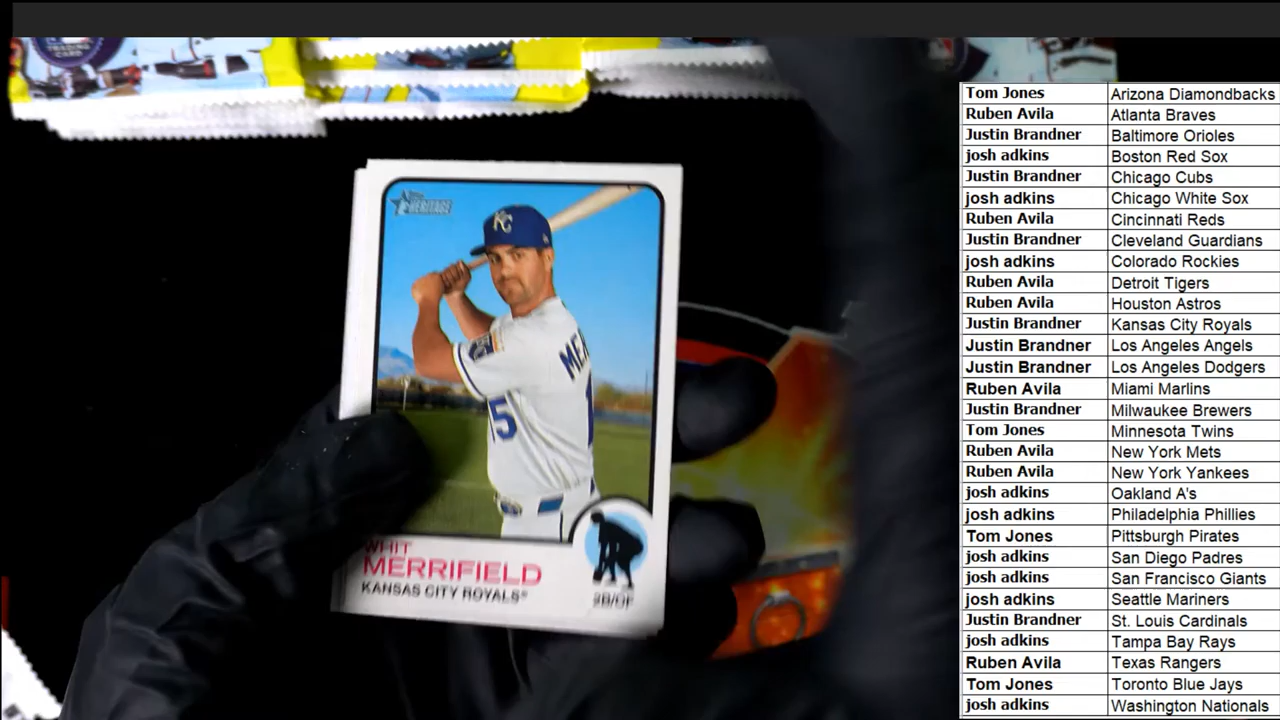 TRADING CARD
Topps HERITAGE
KC
15
WHIT
MERRIFIELD
KANSAS CITY ROYALS®
2B/OF
Tom Jones Arizona Diamondbacks
Ruben Avila Atlanta Braves
Justin Brandner Baltimore Orioles
josh adkins Boston Red Sox
Justin Brandner Chicago Cubs
josh adkins Chicago White Sox
Ruben Avila Cincinnati Reds
Justin Brandner Cleveland Guardians
josh adkins Colorado Rockies
Ruben Avila Detroit Tigers
Ruben Avila Houston Astros
Justin Brandner Kansas City Royals
Justin Brandner Los Angeles Angels
Justin Brandner Los Angeles Dodgers
Ruben Avila Miami Marlins
Justin Brandner Milwaukee Brewers
Tom Jones Minnesota Twins
Ruben Avila New York Mets
Ruben Avila New York Yankees
josh adkins Oakland A's
josh adkins Philadelphia Phillies
Tom Jones Pittsburgh Pirates
josh adkins San Diego Padres
josh adkins San Francisco Giants
josh adkins Seattle Mariners
Justin Brandner St. Louis Cardinals
josh adkins Tampa Bay Rays
Ruben Avila Texas Rangers
Tom Jones Toronto Blue Jays
josh adkins Washington Nationals